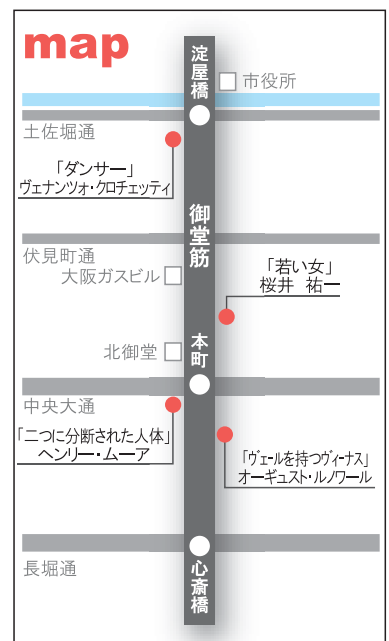 map
淀屋橋
市役所
土佐堀通
「ダンサー」
ヴェナンツォ・クロチェッティ
御堂筋
伏見町通
大阪ガスビル
「若い女」
桜井 祐一
北御堂
本町
中央大通
「二つに分断された人体」
ヘンリー・ムーア
「ヴェールを持つヴィーナス」
オーギュスト・ルノワール
長堀通
心斎橋